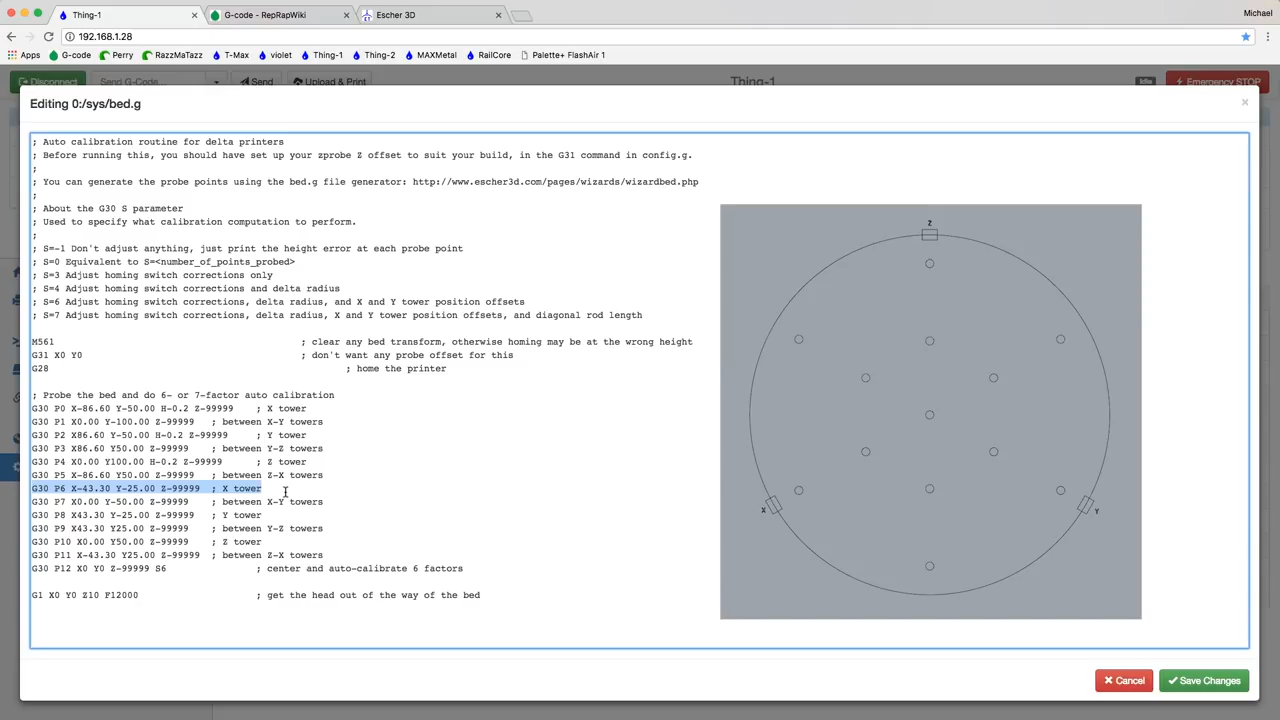 Thing-1
G-code - RepRapWiki
Escher 3D
Michael
192.168.1.28
Apps G-code Perry RazzMaTazz T-Max violet Thing-1 Thing-2 MAXMetal RailCore Palette+ FlashAir 1
Disconnect Send G-Code... Send Upload & Print Thing-1 Idle Emergency STOP
Editing 0:/sys/bed.g
×
; Auto calibration routine for delta printers
; Before running this, you should have set up your zprobe Z offset to suit your build, in the G31 command in config.g.
;
; You can generate the probe points using the bed.g file generator: http://www.escher3d.com/pages/wizards/wizardbed.php
;
; About the G30 S parameter
; Used to specify what calibration computation to perform.
;
; S=-1 Don't adjust anything, just print the height error at each probe point
; S=0 Equivalent to S=<number_of_points_probed>
; S=3 Adjust homing switch corrections only
; S=4 Adjust homing switch corrections and delta radius
; S=6 Adjust homing switch corrections, delta radius, and X and Y tower position offsets
; S=7 Adjust homing switch corrections, delta radius, X and Y tower position offsets, and diagonal rod length
M561 ; clear any bed transform, otherwise homing may be at the wrong height
G31 X0 Y0 ; don't want any probe offset for this
G28 ; home the printer
; Probe the bed and do 6- or 7-factor auto calibration
G30 P0 X-86.60 Y-50.00 H-0.2 Z-99999 ; X tower
G30 P1 X0.00 Y-100.00 Z-99999 ; between X-Y towers
G30 P2 X86.60 Y-50.00 H-0.2 Z-99999 ; Y tower
G30 P3 X86.60 Y50.00 Z-99999 ; between Y-Z towers
G30 P4 X0.00 Y100.00 H-0.2 Z-99999 ; Z tower
G30 P5 X-86.60 Y50.00 Z-99999 ; between Z-X towers
G30 P6 X-43.30 Y-25.00 Z-99999 ; X tower
G30 P7 X0.00 Y-50.00 Z-99999 ; between X-Y towers
G30 P8 X43.30 Y-25.00 Z-99999 ; Y tower
G30 P9 X43.30 Y25.00 Z-99999 ; between Y-Z towers
G30 P10 X0.00 Y50.00 Z-99999 ; Z tower
G30 P11 X-43.30 Y25.00 Z-99999 ; between Z-X towers
G30 P12 X0 Y0 Z-99999 S6 ; center and auto-calibrate 6 factors
G1 X0 Y0 Z10 F12000 ; get the head out of the way of the bed
Z
X
Y
Cancel
Save Changes